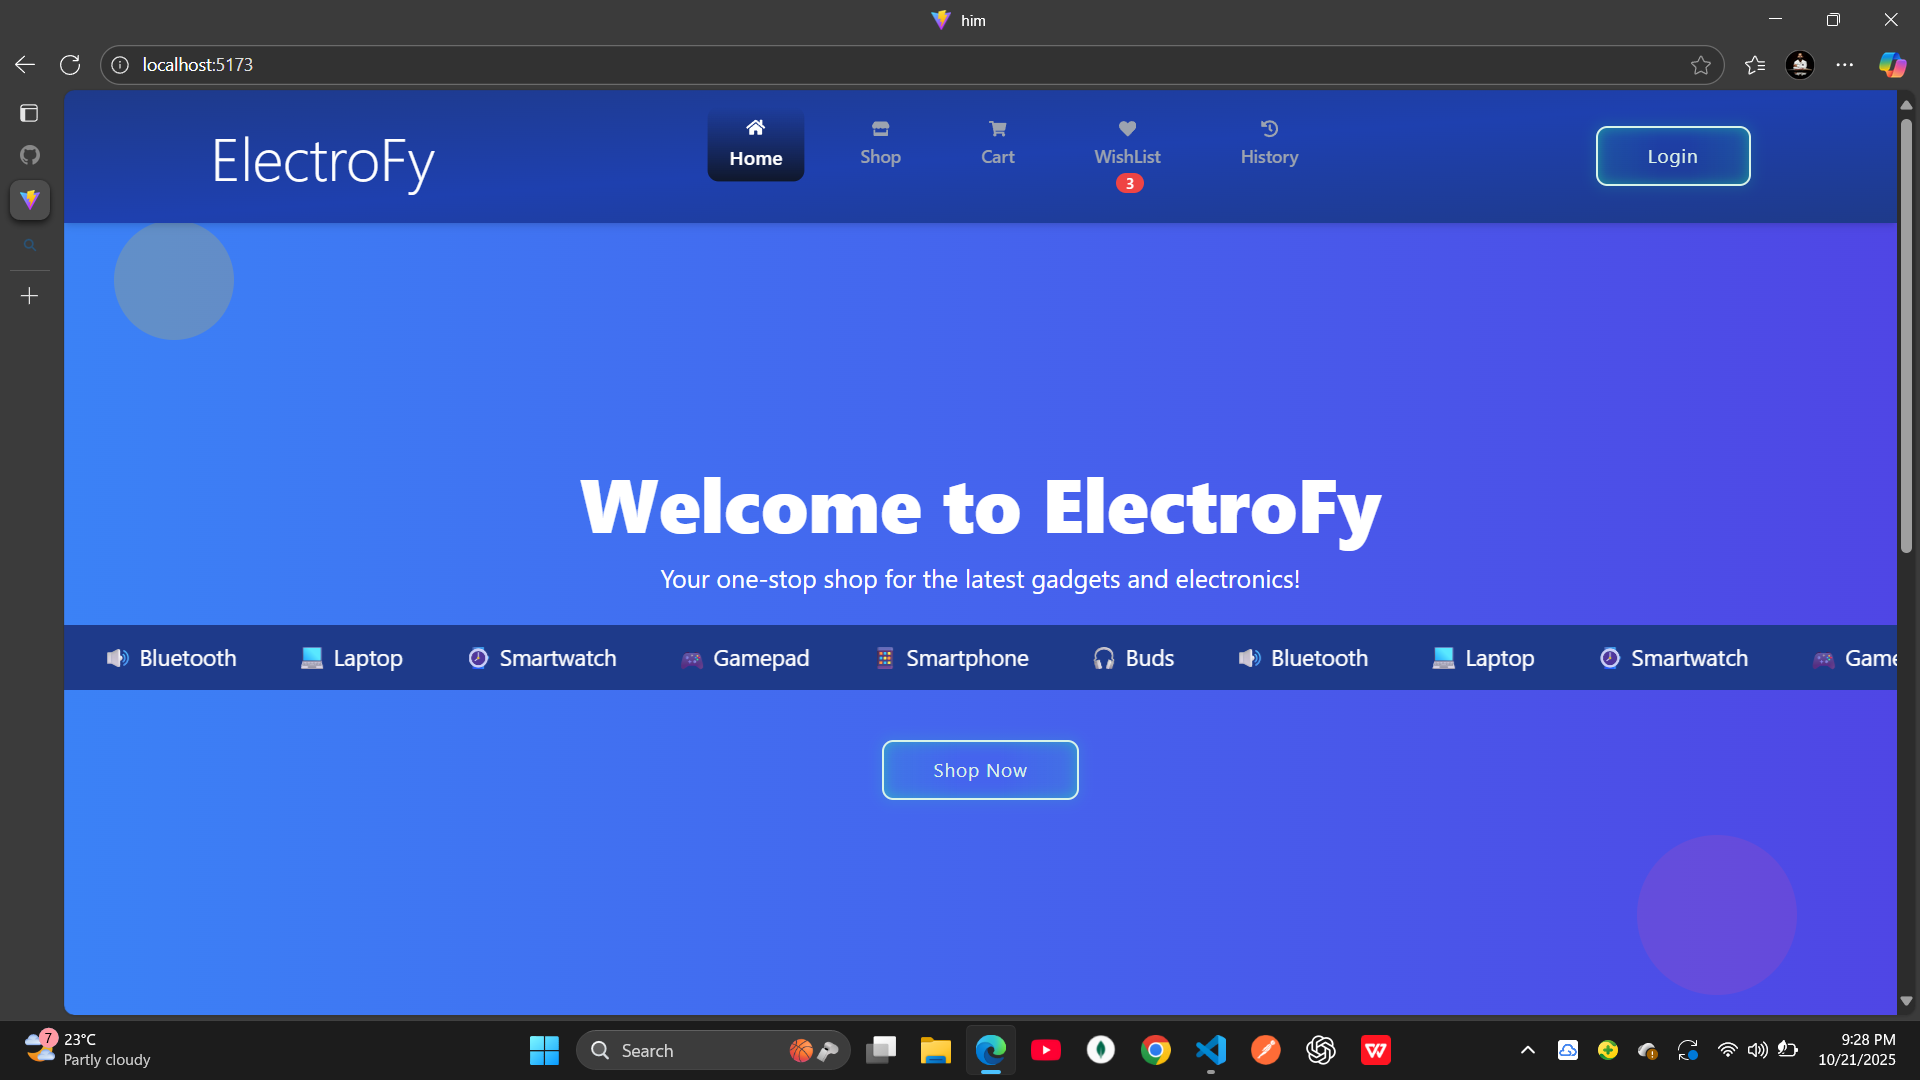 him
localhost:5173
ElectroFy
Home
Shop
Cart
WishList
3
History
Login
Welcome to ElectroFy
Your one-stop shop for the latest gadgets and electronics!
Bluetooth Laptop Smartwatch Gamepad Smartphone Buds Bluetooth Laptop Smartwatch Game
Shop Now
7
23°C
Partly cloudy
Search
9:28 PM
10/21/2025